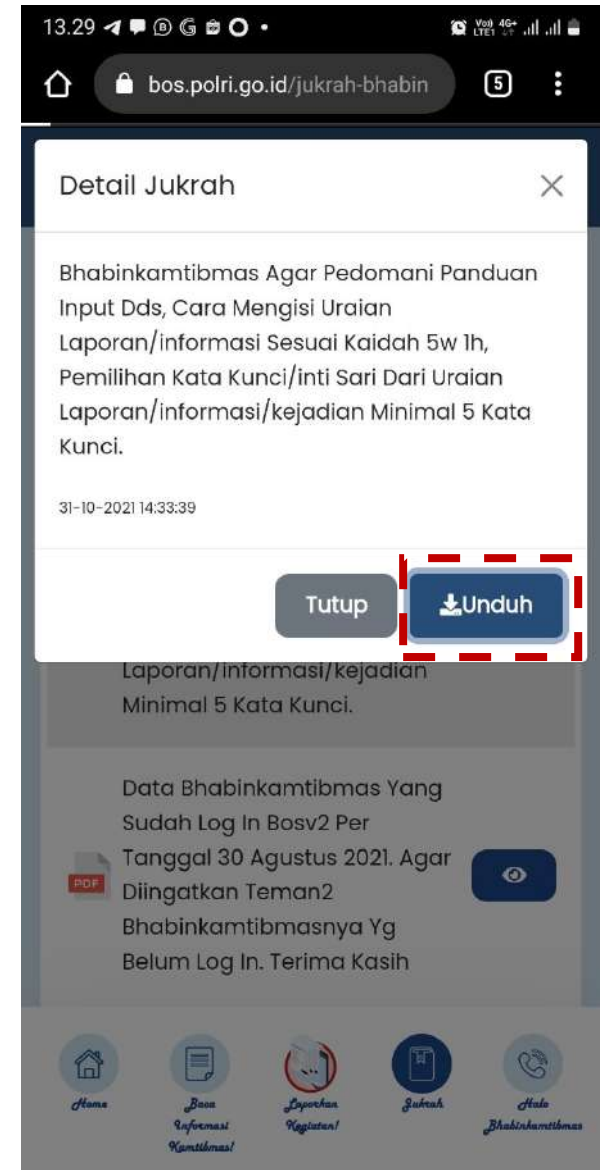 13.29
Voo) 4G+
LTE1
bos.polri.go.id/jukrah-bhabin
5
Detail Jukrah
Bhabinkamtibmas Agar Pedomani Panduan
Input Dds, Cara Mengisi Uraian
Laporan/informasi Sesuai Kaidah 5w 1h,
Pemilihan Kata Kunci/inti Sari Dari Uraian
Laporan/informasi/kejadian Minimal 5 Kata
Kunci.
31-10-2021 14:33:39
Tutup
Unduh
Laporan/informasi/kejadian
Minimal 5 Kata Kunci.
Data Bhabinkamtibmas Yang
Sudah Log In Bosv2 Per
Tanggal 30 Agustus 2021. Agar
PDF
Diingatkan Teman2
Bhabinkamtibmasnya Yg
Belum Log In. Terima Kasih
Home
Baca
Informasi
Kamtibmas!
Laporkan
Kegiatan!
Jukrah
Halo
Bhabinkamtibmas